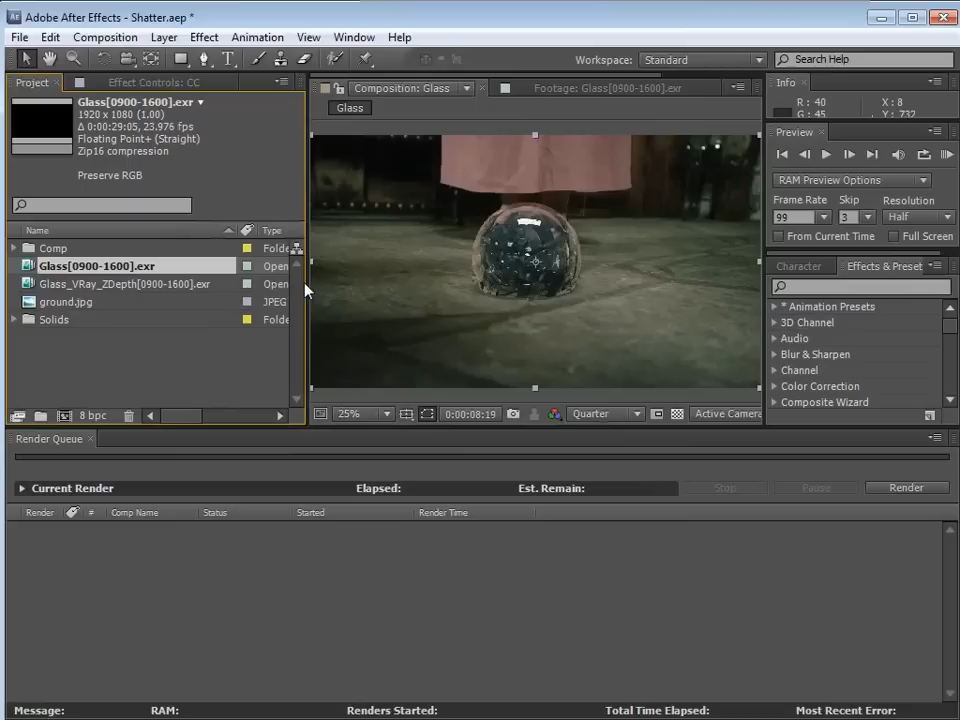 Adobe After Effects - Shatter.aep *
File Edit Composition Layer Effect Animation View Window Help
Workspace: Standard Search Help
Project Effect Controls: CC Composition: Glass Footage: Glass[0900-1600].exr Info
Glass[0900-1600].exr
1920 x 1080 (1.00)
Δ 0:00:29:05, 23.976 fps
Floating Point+ (Straight)
Zip16 compression
Preserve RGB
Glass
R : 40 X : 8
G : 45 Y : 732
Preview
RAM Preview Options
Frame Rate Skip Resolution
99 3 Half
From Current Time Full Screen
Name Type
Comp Folde
Glass[0900-1600].exr Open
Glass_VRay_ZDepth[0900-1600].exr Open
ground.jpg JPEG
Solids Folde
8 bpc
25% 0:00:08:19 Quarter Active Camera
Character Effects & Preset
* Animation Presets
3D Channel
Audio
Blur & Sharpen
Channel
Color Correction
Composite Wizard
Render Queue
Current Render Elapsed: Est. Remain: Stop Pause Render
Render # Comp Name Status Started Render Time
Message: RAM: Renders Started: Total Time Elapsed: Most Recent Error: